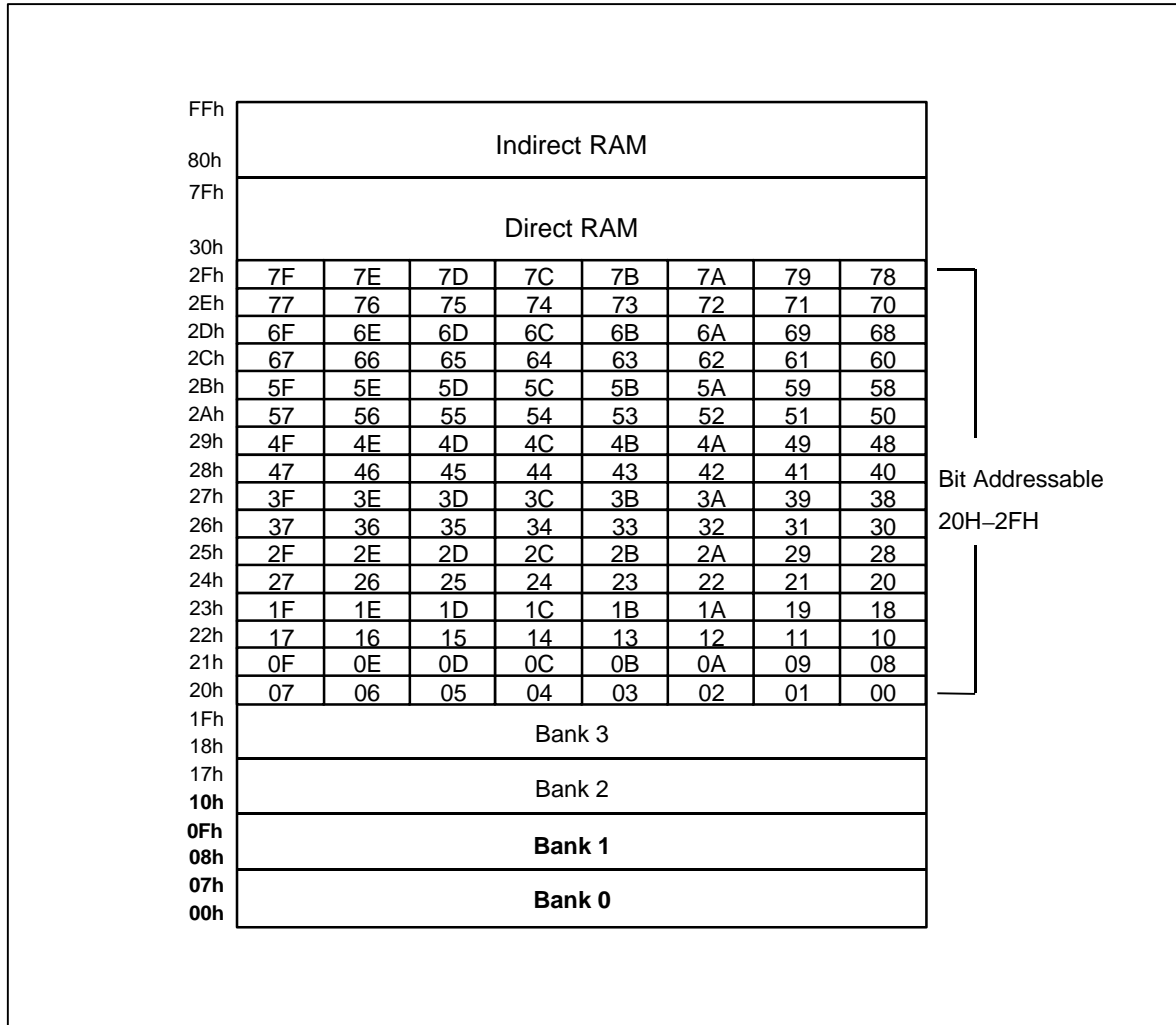 FFh
Indirect RAM
80h
7Fh
Direct RAM
30h
2Fh 7F 7E 7D 7C 7B 7A 79 78
2Eh 77 76 75 74 73 72 71 70
2Dh 6F 6E 6D 6C 6B 6A 69 68
2Ch 67 66 65 64 63 62 61 60
2Bh 5F 5E 5D 5C 5B 5A 59 58
2Ah 57 56 55 54 53 52 51 50
29h 4F 4E 4D 4C 4B 4A 49 48
28h 47 46 45 44 43 42 41 40
27h 3F 3E 3D 3C 3B 3A 39 38
26h 37 36 35 34 33 32 31 30
25h 2F 2E 2D 2C 2B 2A 29 28
24h 27 26 25 24 23 22 21 20
23h 1F 1E 1D 1C 1B 1A 19 18
22h 17 16 15 14 13 12 11 10
21h 0F 0E 0D 0C 0B 0A 09 08
20h 07 06 05 04 03 02 01 00
Bit Addressable
20H–2FH
1Fh
Bank 3
18h
17h
Bank 2
10h
0Fh
Bank 1
08h
07h
Bank 0
00h